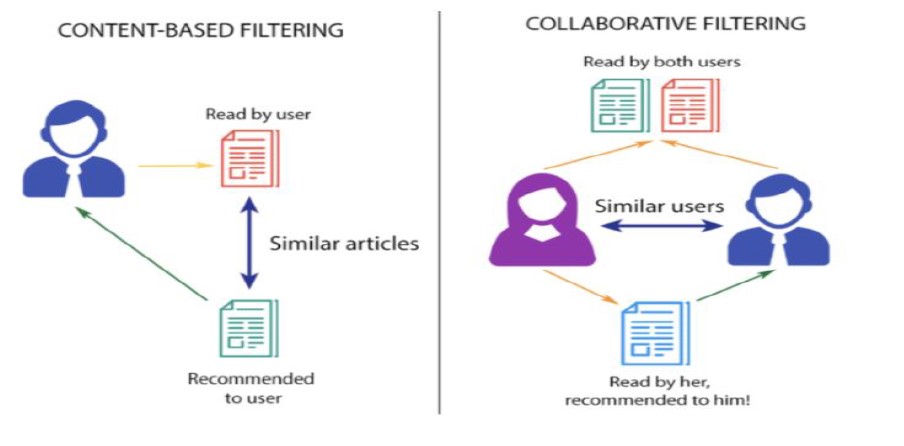 CONTENT-BASED FILTERING
Read by user
Similar articles
Recommended
to user
COLLABORATIVE FILTERING
Read by both users
Similar users
Read by her,
recommended to him!